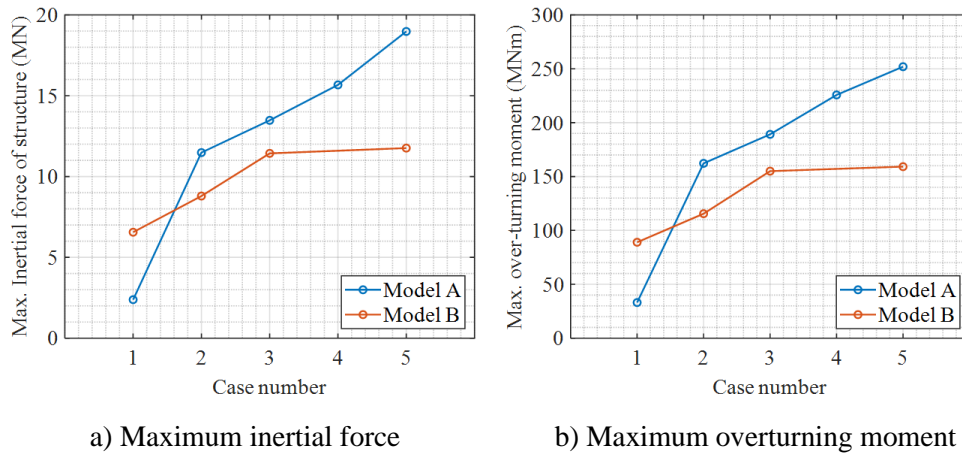 Max. Inertial force of structure (MN)
20
15
10
5
0
1 2 3 4 5
Case number
Model A
Model B
a) Maximum inertial force
Max. over-turning moment (MNm)
300
250
200
150
100
50
0
1 2 3 4 5
Case number
Model A
Model B
b) Maximum overturning moment